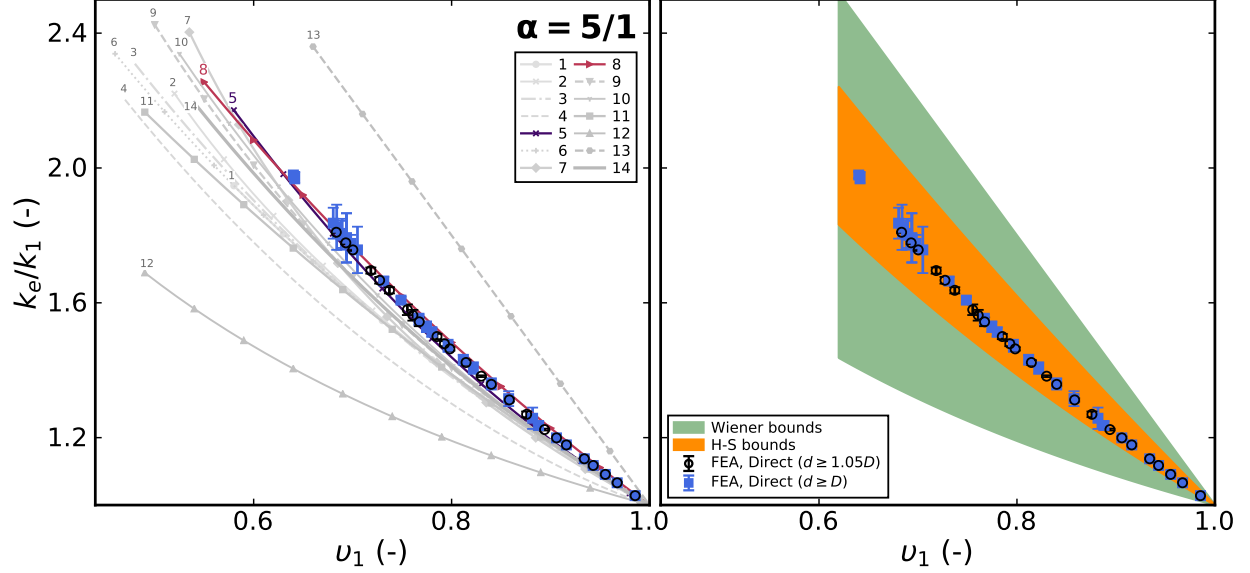 α = 5/1
1 8
2 9
3 10
4 11
5 12
6 13
7 14
9
7
6
3
10
4
11
2
14
8
5
1
13
12
2.4
2.0
1.6
1.2
k_e/k_1 (-)
0.6 0.8 1.0
υ_1 (-)
Wiener bounds
H-S bounds
FEA, Direct (d ≥ 1.05D)
FEA, Direct (d ≥ D)
0 0.6 0.8 1.0
υ_1 (-)